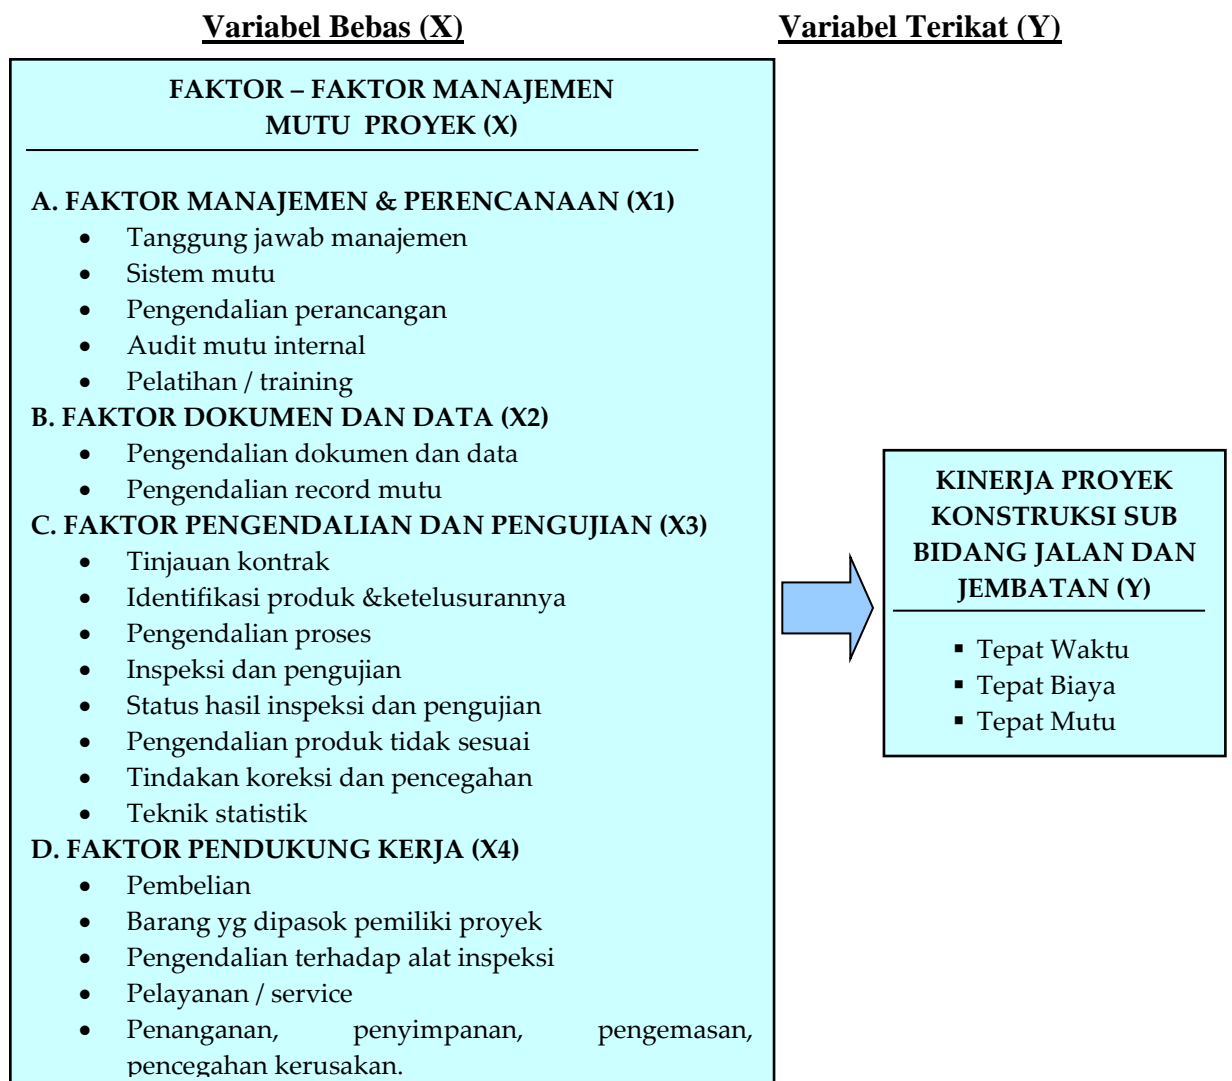 Variabel Bebas (X)
Variabel Terikat (Y)
FAKTOR – FAKTOR MANAJEMEN
MUTU PROYEK (X)
A. FAKTOR MANAJEMEN & PERENCANAAN (X1)
• Tanggung jawab manajemen
• Sistem mutu
• Pengendalian perancangan
• Audit mutu internal
• Pelatihan / training
B. FAKTOR DOKUMEN DAN DATA (X2)
• Pengendalian dokumen dan data
• Pengendalian record mutu
C. FAKTOR PENGENDALIAN DAN PENGUJIAN (X3)
• Tinjauan kontrak
• Identifikasi produk &ketelusurannya
• Pengendalian proses
• Inspeksi dan pengujian
• Status hasil inspeksi dan pengujian
• Pengendalian produk tidak sesuai
• Tindakan koreksi dan pencegahan
• Teknik statistik
D. FAKTOR PENDUKUNG KERJA (X4)
• Pembelian
• Barang yg dipasok pemiliki proyek
• Pengendalian terhadap alat inspeksi
• Pelayanan / service
• Penanganan, penyimpanan, pengemasan,
pencegahan kerusakan.
KINERJA PROYEK
KONSTRUKSI SUB
BIDANG JALAN DAN
JEMBATAN (Y)
▪ Tepat Waktu
▪ Tepat Biaya
▪ Tepat Mutu